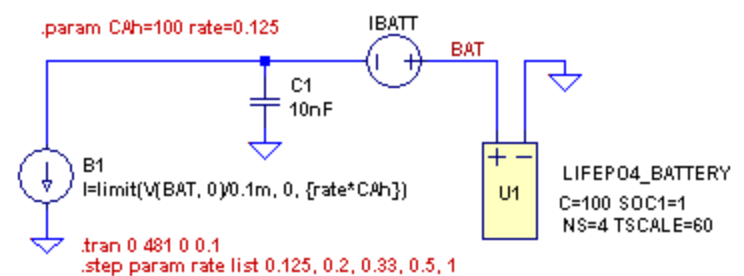 .param CAh=100 rate=0.125
IBATT
BAT
C1
10nF
B1
I=limit(V(BAT, 0)/0.1m, 0, {rate*CAh})
+ −
U1
LIFEPO4_BATTERY
C=100 SOC1=1
NS=4 TSCALE=60
.tran 0 481 0 0.1
.step param rate list 0.125, 0.2, 0.33, 0.5, 1